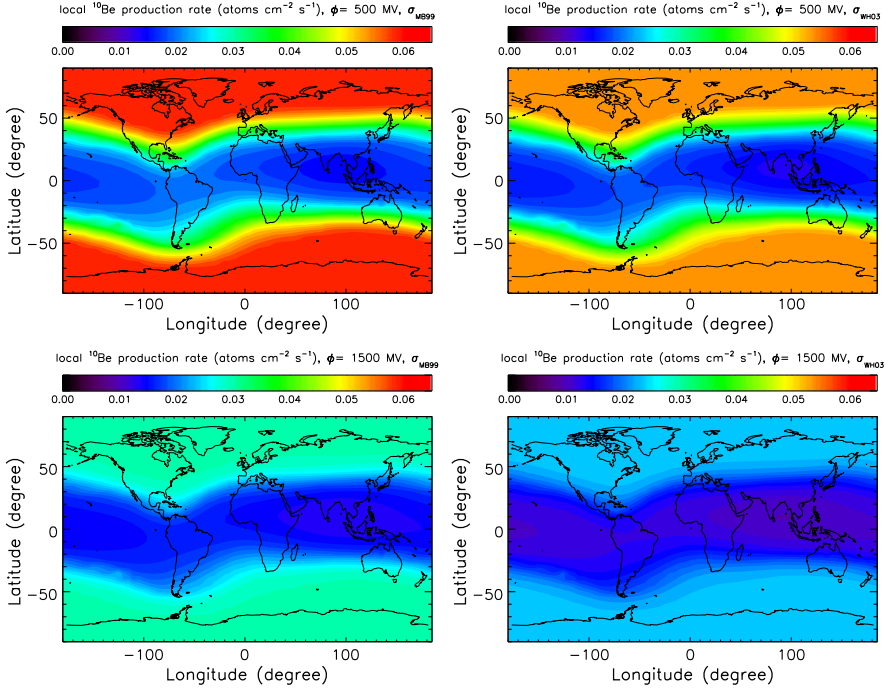 local ¹⁰Be production rate (atoms cm⁻² s⁻¹), ϕ= 500 MV, σMB99
0.00 0.01 0.02 0.03 0.04 0.05 0.06
Latitude (degree)
50
0
−50
−100 0 100
Longitude (degree)
local ¹⁰Be production rate (atoms cm⁻² s⁻¹), ϕ= 500 MV, σWH03
0.00 0.01 0.02 0.03 0.04 0.05 0.06
Latitude (degree)
50
0
−50
−100 0 100
Longitude (degree)
local ¹⁰Be production rate (atoms cm⁻² s⁻¹), ϕ= 1500 MV, σMB99
0.00 0.01 0.02 0.03 0.04 0.05 0.06
Latitude (degree)
50
0
−50
−100 0 100
Longitude (degree)
local ¹⁰Be production rate (atoms cm⁻² s⁻¹), ϕ= 1500 MV, σWH03
0.00 0.01 0.02 0.03 0.04 0.05 0.06
Latitude (degree)
50
0
−50
−100 0 100
Longitude (degree)